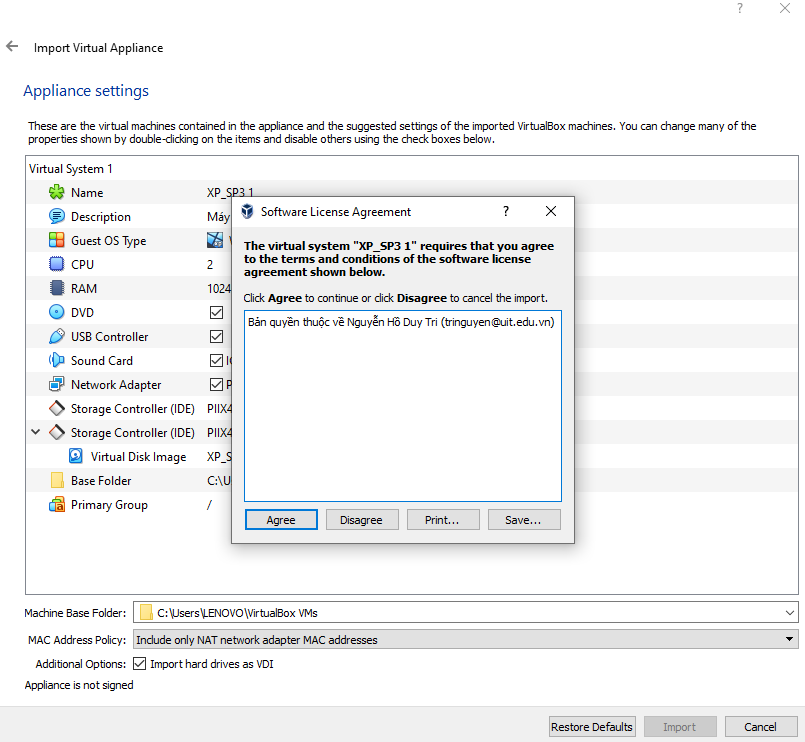 ?
Import Virtual Appliance
Appliance settings
These are the virtual machines contained in the appliance and the suggested settings of the imported VirtualBox machines. You can change many of the
properties shown by double-clicking on the items and disable others using the check boxes below.
Virtual System 1
Name XP_SP3 1
Description Máy
Guest OS Type
CPU 2
RAM 1024
DVD
USB Controller
Sound Card
Network Adapter
Storage Controller (IDE) PIIX4
Storage Controller (IDE) PIIX4
Virtual Disk Image XP_S
Base Folder C:\U
Primary Group /
Software License Agreement ?
The virtual system "XP_SP3 1" requires that you agree
to the terms and conditions of the software license
agreement shown below.
Click Agree to continue or click Disagree to cancel the import.
Bản quyền thuộc về Nguyễn Hồ Duy Tri (tringuyen@uit.edu.vn)
Agree Disagree Print... Save...
Machine Base Folder: C:\Users\LENOVO\VirtualBox VMs
MAC Address Policy: Include only NAT network adapter MAC addresses
Additional Options: Import hard drives as VDI
Appliance is not signed
Restore Defaults Import Cancel